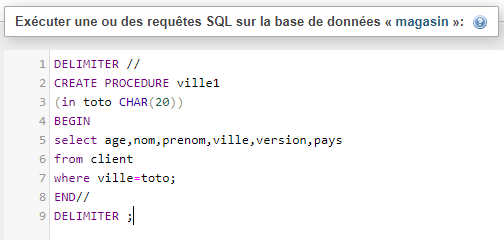 Exécuter une ou des requêtes SQL sur la base de données « magasin »:
1 DELIMITER //
2 CREATE PROCEDURE ville1
3 (in toto CHAR(20))
4 BEGIN
5 select age,nom,prenom,ville,version,pays
6 from client
7 where ville=toto;
8 END//
9 DELIMITER ;